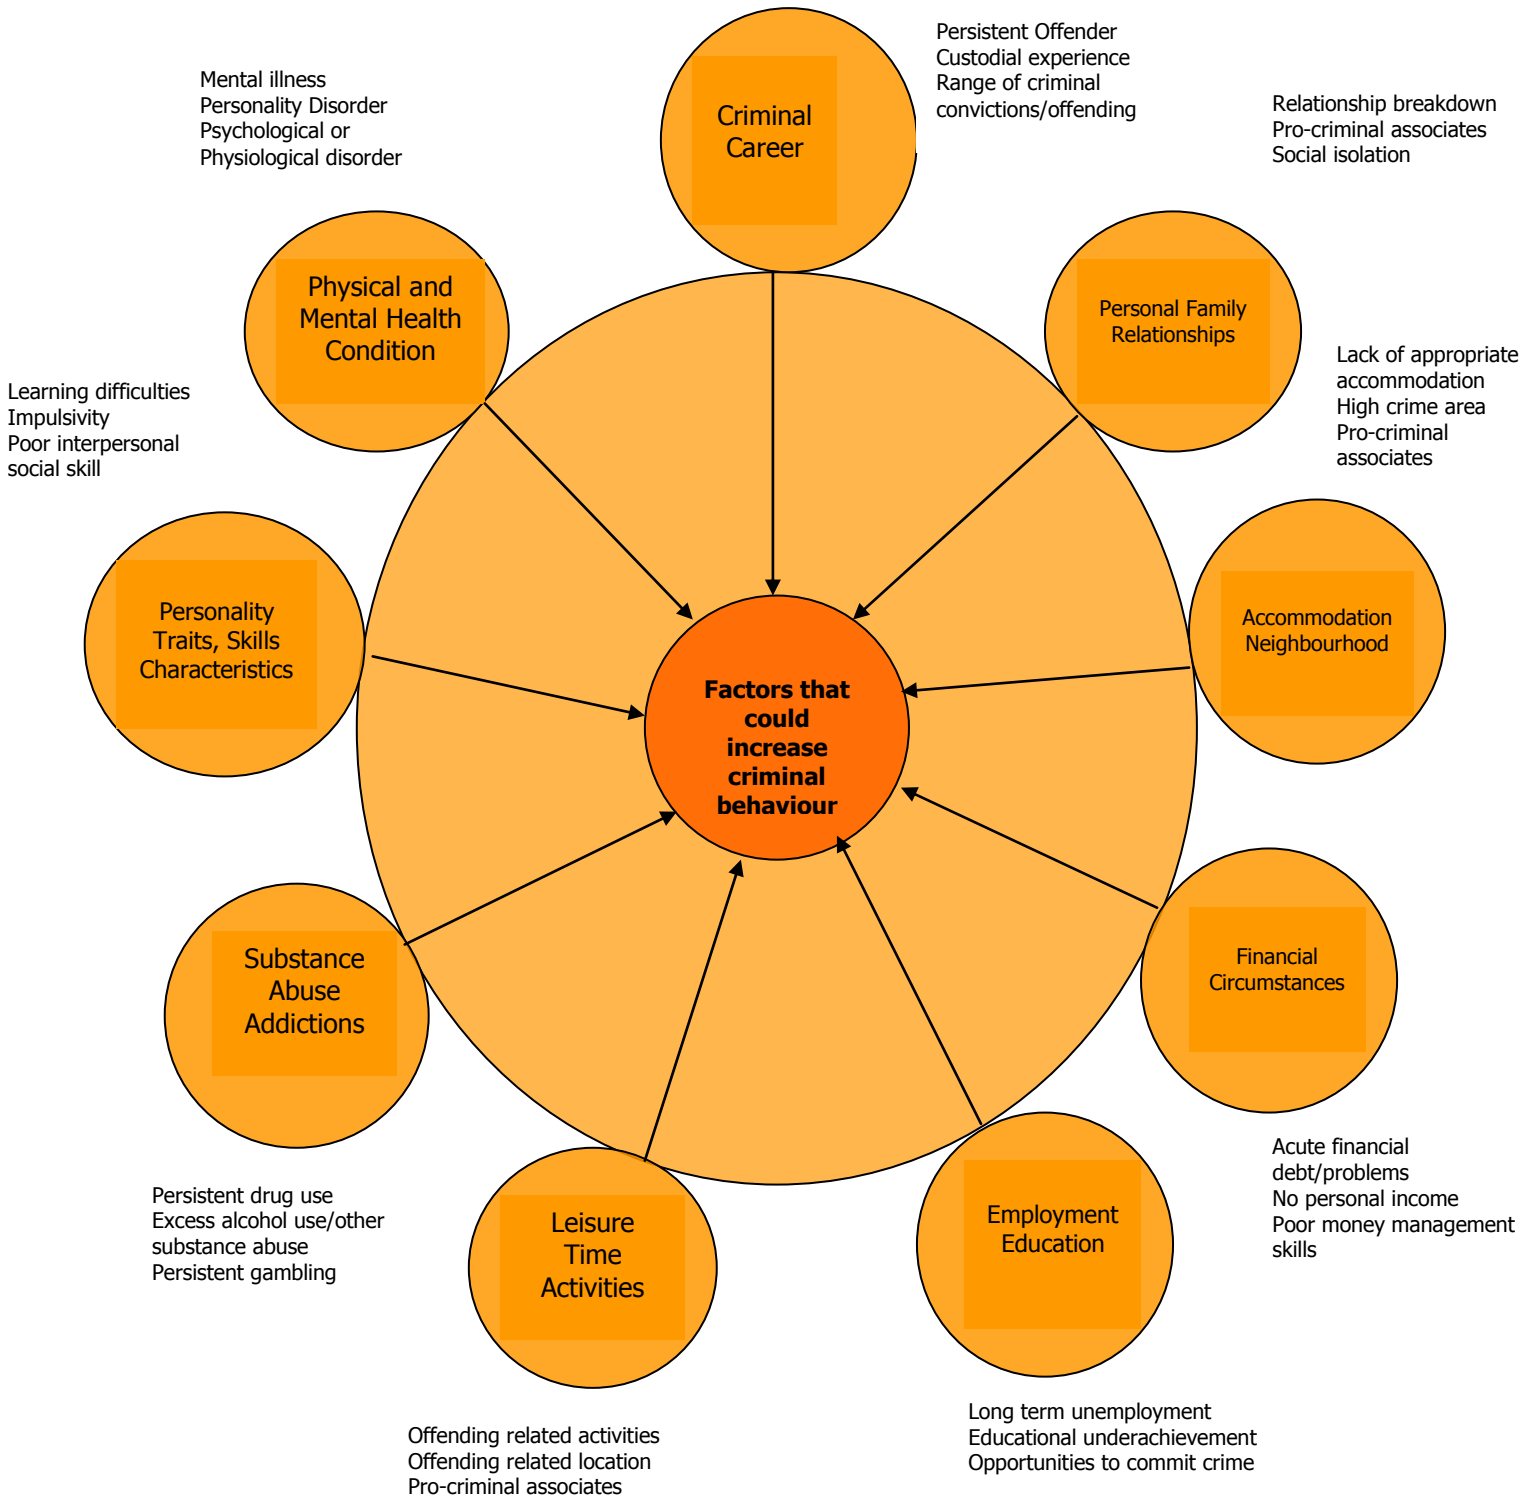 Persistent Offender
Custodial experience
Range of criminal
convictions/offending
Criminal
Career
Mental illness
Personality Disorder
Psychological or
Physiological disorder
Relationship breakdown
Pro-criminal associates
Social isolation
Physical and
Mental Health
Condition
Personal Family
Relationships
Lack of appropriate
accommodation
High crime area
Pro-criminal
associates
Learning difficulties
Impulsivity
Poor interpersonal
social skill
Personality
Traits, Skills
Characteristics
Accommodation
Neighbourhood
Factors that
could
increase
criminal
behaviour
Substance
Abuse
Addictions
Financial
Circumstances
Persistent drug use
Excess alcohol use/other
substance abuse
Persistent gambling
Leisure
Time
Activities
Employment
Education
Acute financial
debt/problems
No personal income
Poor money management
skills
Offending related activities
Offending related location
Pro-criminal associates
Long term unemployment
Educational underachievement
Opportunities to commit crime